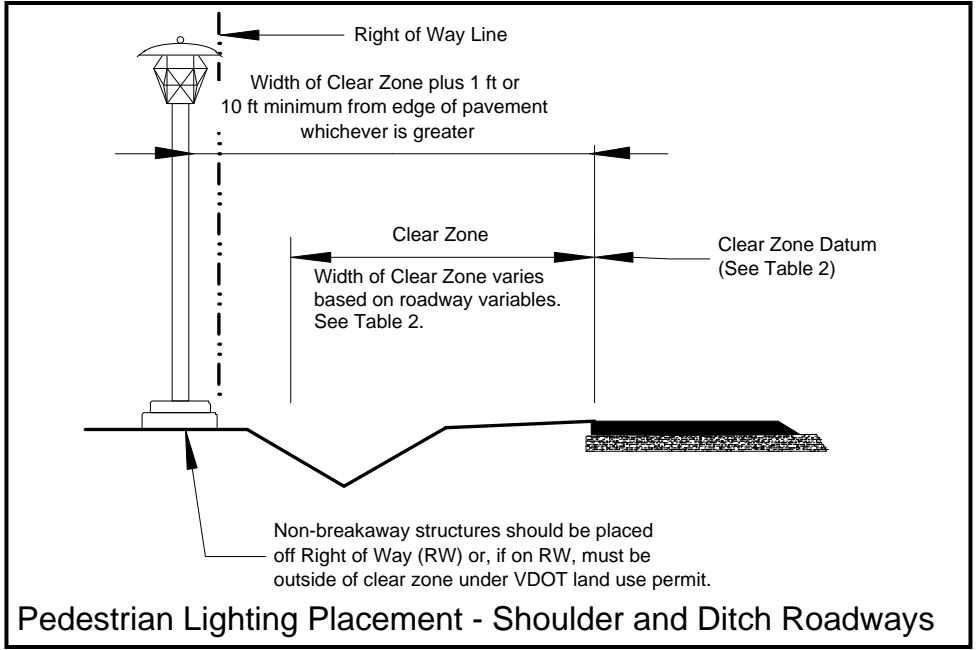 Right of Way Line
Width of Clear Zone plus 1 ft or
10 ft minimum from edge of pavement
whichever is greater
Clear Zone
Width of Clear Zone varies
based on roadway variables.
See Table 2.
Clear Zone Datum
(See Table 2)
Non-breakaway structures should be placed
off Right of Way (RW) or, if on RW, must be
outside of clear zone under VDOT land use permit.
Pedestrian Lighting Placement - Shoulder and Ditch Roadways